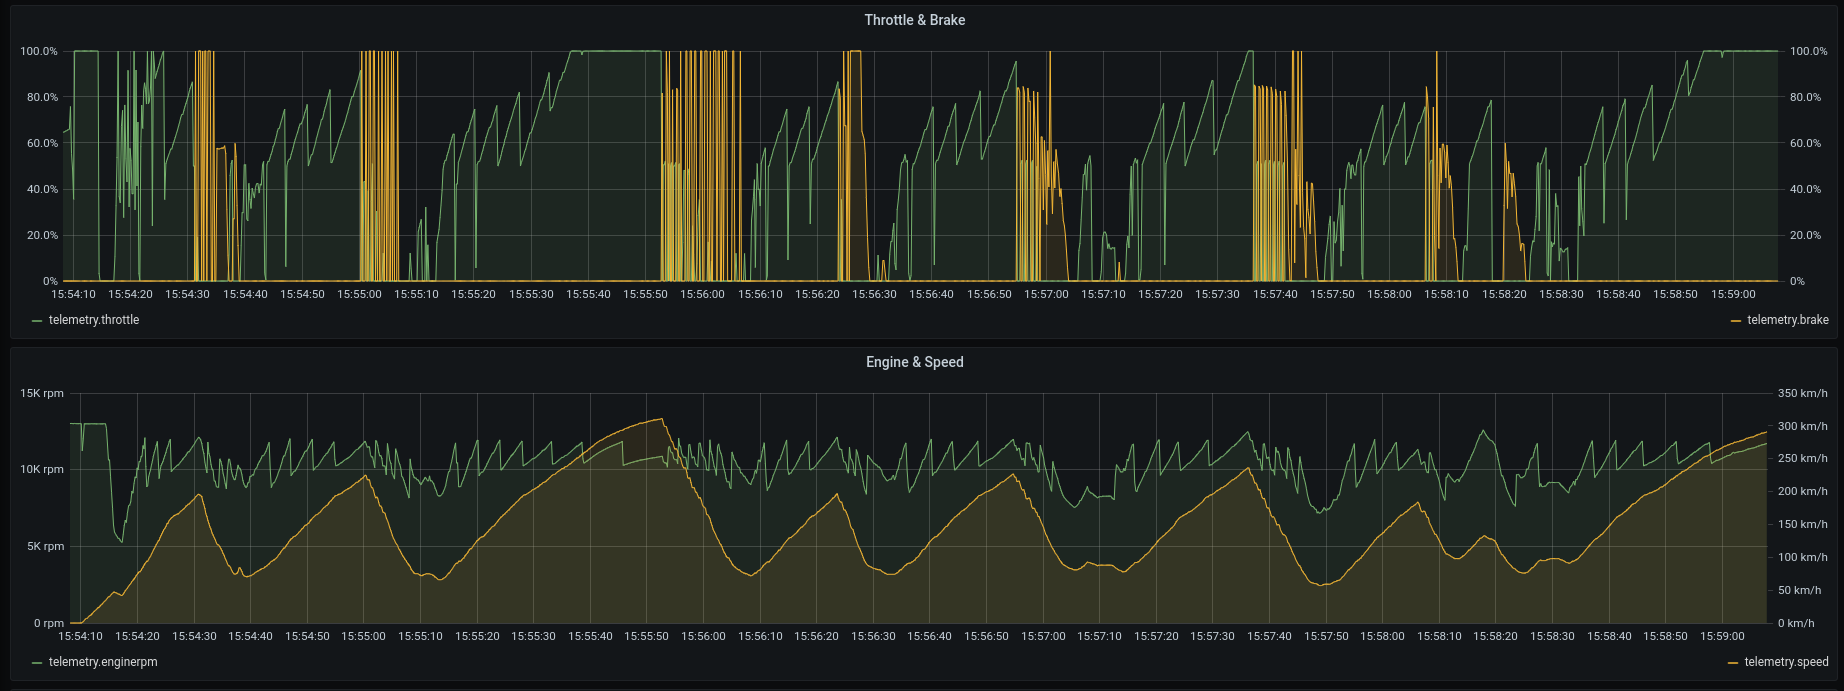 Throttle & Brake
100.0% 100.0%
80.0% 80.0%
60.0% 60.0%
40.0% 40.0%
20.0% 20.0%
0% 0%
15:54:10 15:54:20 15:54:30 15:54:40 15:54:50 15:55:00 15:55:10 15:55:20 15:55:30 15:55:40 15:55:50 15:56:00 15:56:10 15:56:20 15:56:30 15:56:40 15:56:50 15:57:00 15:57:10 15:57:20 15:57:30 15:57:40 15:57:50 15:58:00 15:58:10 15:58:20 15:58:30 15:58:40 15:58:50 15:59:00
telemetry.throttle telemetry.brake
Engine & Speed
15K rpm 350 km/h
300 km/h
10K rpm 250 km/h
200 km/h
5K rpm 150 km/h
100 km/h
50 km/h
0 rpm 0 km/h
15:54:10 15:54:20 15:54:30 15:54:40 15:54:50 15:55:00 15:55:10 15:55:20 15:55:30 15:55:40 15:55:50 15:56:00 15:56:10 15:56:20 15:56:30 15:56:40 15:56:50 15:57:00 15:57:10 15:57:20 15:57:30 15:57:40 15:57:50 15:58:00 15:58:10 15:58:20 15:58:30 15:58:40 15:58:50 15:59:00
telemetry.enginerpm telemetry.speed